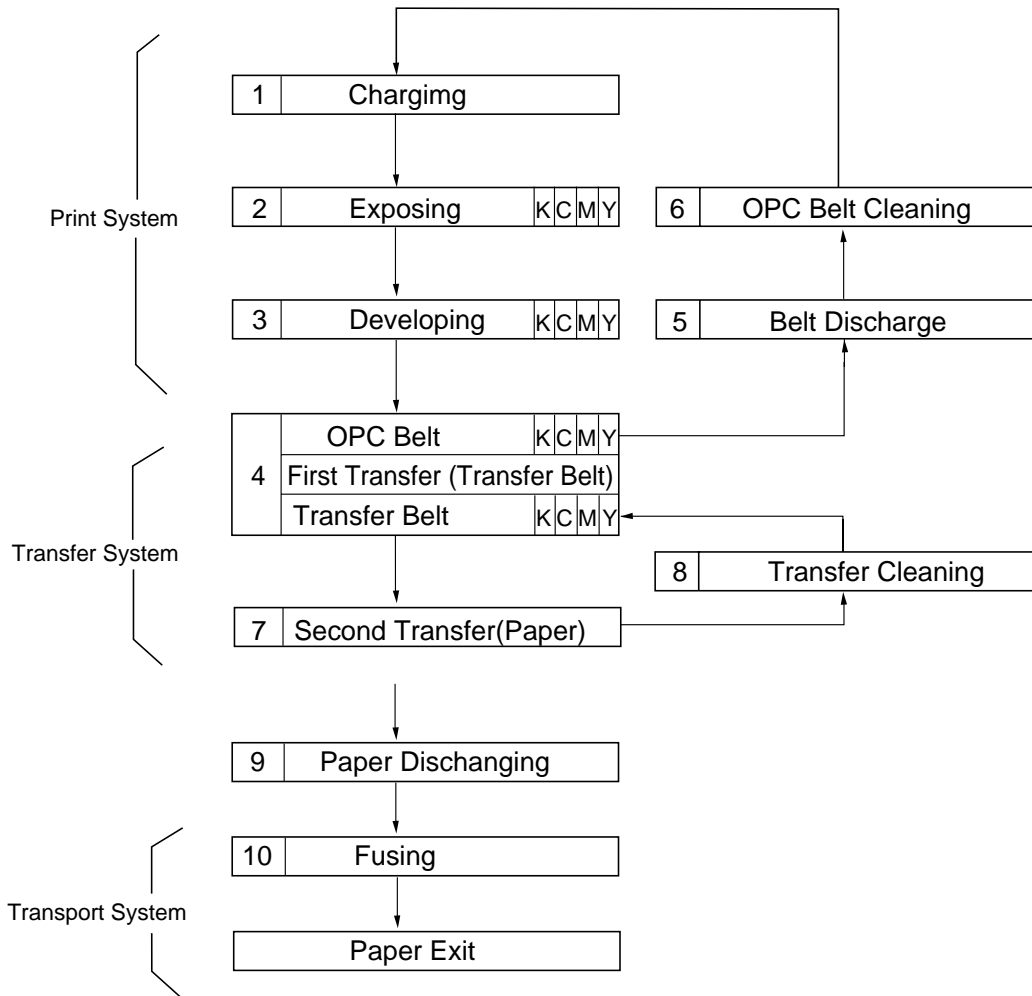 1 Chargimg
Print System
2 Exposing K C M Y
6 OPC Belt Cleaning
3 Developing K C M Y
5 Belt Discharge
4
OPC Belt K C M Y
First Transfer (Transfer Belt)
Transfer Belt K C M Y
Transfer System
8 Transfer Cleaning
7 Second Transfer(Paper)
9 Paper Dischanging
10 Fusing
Transport System
Paper Exit